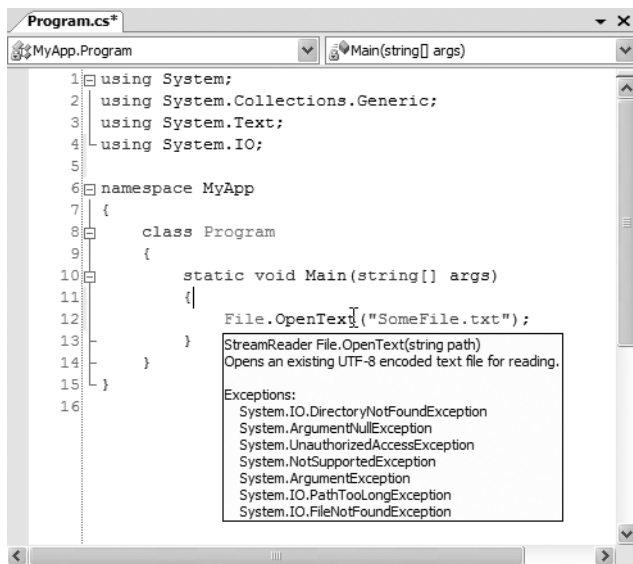 Program.cs*
MyApp.Program
Main(string[] args)
1 using System;
2 using System.Collections.Generic;
3 using System.Text;
4 using System.IO;
5
6 namespace MyApp
7 {
8 class Program
9 {
10 static void Main(string[] args)
11 {
12 File.OpenText("SomeFile.txt");
13 }
14 }
15 }
16
StreamReader File.OpenText(string path)
Opens an existing UTF-8 encoded text file for reading.
Exceptions:
System.IO.DirectoryNotFoundException
System.ArgumentNullException
System.UnauthorizedAccessException
System.NotSupportedException
System.ArgumentException
System.IO.PathTooLongException
System.IO.FileNotFoundException